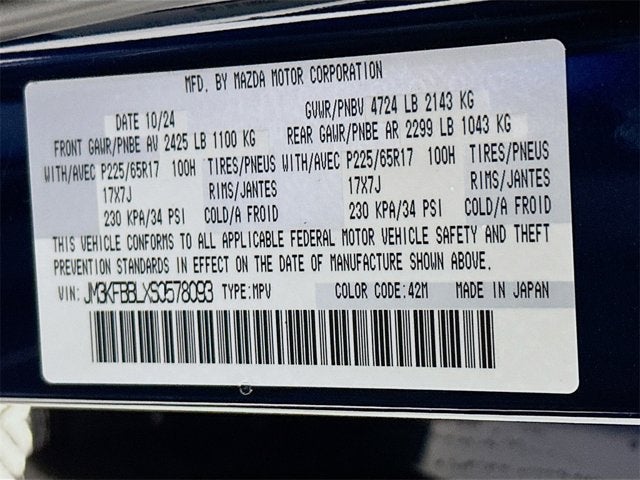 MFD. BY MAZDA MOTOR CORPORATION
DATE 10/24 GVWR/PNBV 4724 LB 2143 KG
FRONT GAWR/PNBE AV 2425 LB 1100 KG REAR GAWR/PNBE AR 2299 LB 1043 KG
WITH/AVEC P225/65R17 100H TIRES/PNEUS WITH/AVEC P225/65R17 100H TIRES/PNEUS
17X7J RIMS/JANTES 17X7J RIMS/JANTES
230 KPA/34 PSI COLD/A FROID 230 KPA/34 PSI COLD/A FROID
THIS VEHICLE CONFORMS TO ALL APPLICABLE FEDERAL MOTOR VEHICLE SAFETY AND THEFT
PREVENTION STANDARDS IN EFFECT ON THE DATE OF MANUFACTURE SHOWN ABOVE.
VIN: JM3KFBBLXS0578093 TYPE:MPV COLOR CODE:42M MADE IN JAPAN